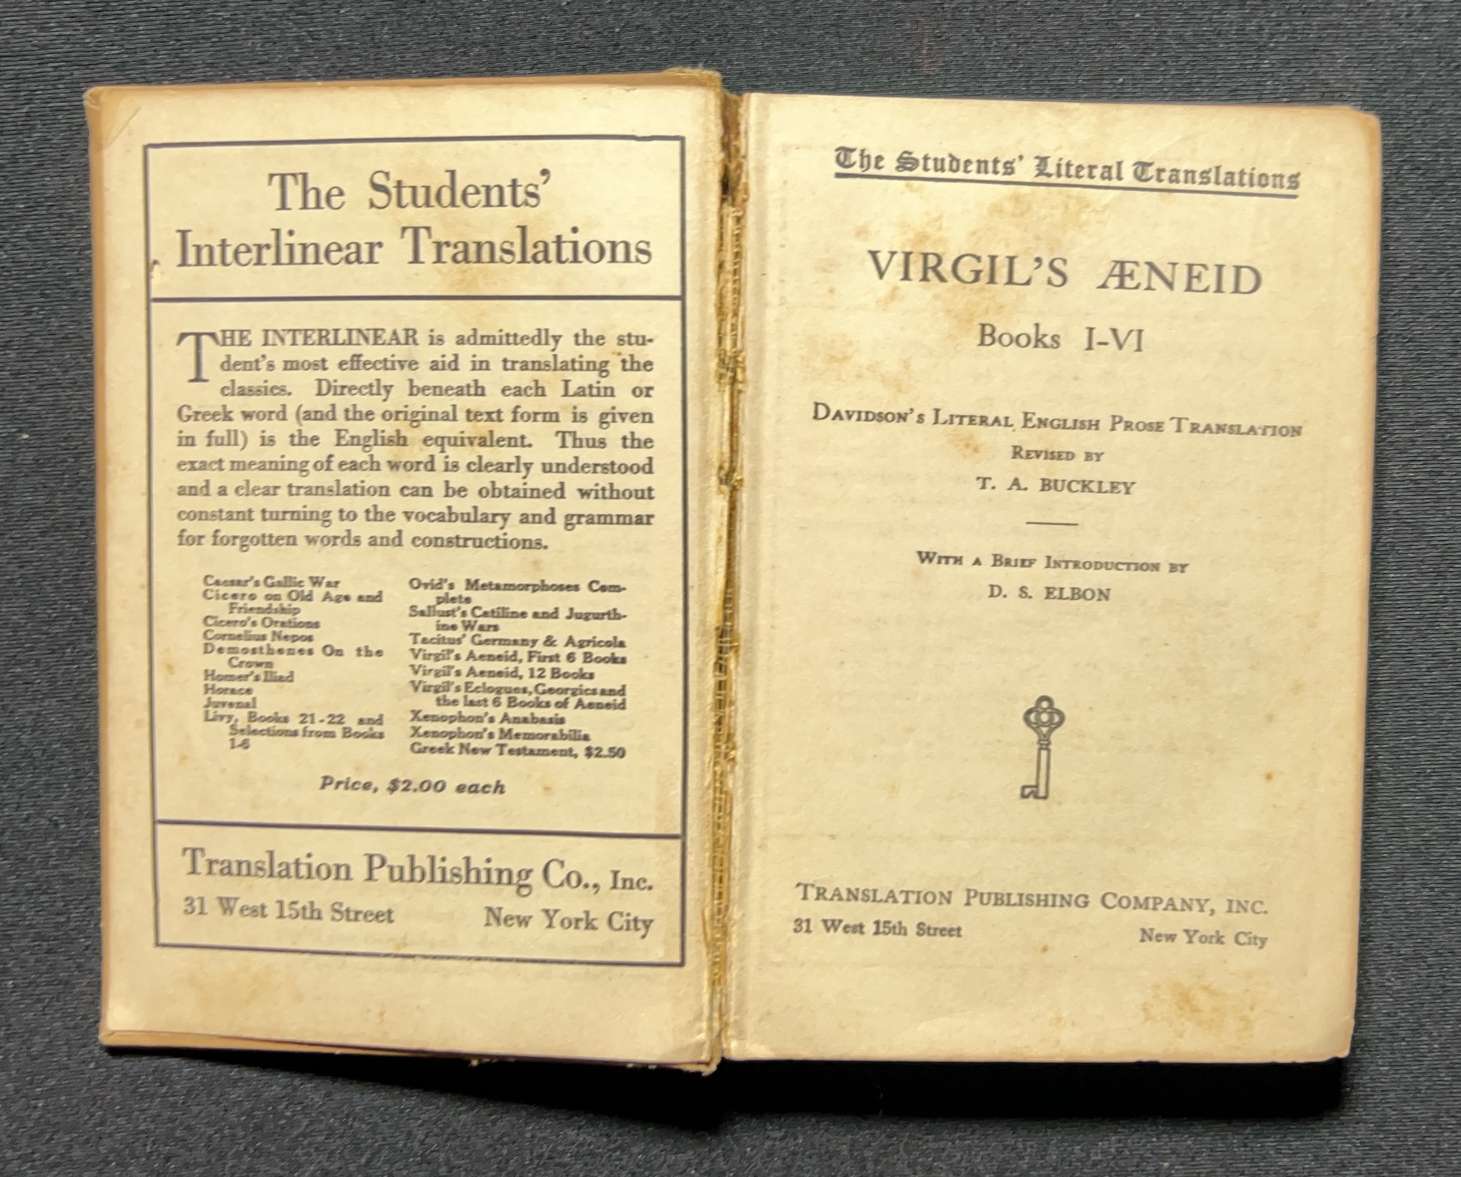 The Students'
Interlinear Translations
THE INTERLINEAR is admittedly the stu-
dent's most effective aid in translating the
classics. Directly beneath each Latin or
Greek word (and the original text form is given
in full) is the English equivalent. Thus the
exact meaning of each word is clearly understood
and a clear translation can be obtained without
constant turning to the vocabulary and grammar
for forgotten words and constructions.
Caesar's Gallic War
Cicero on Old Age and
Friendship
Cicero's Orations
Cornelius Nepos
Demosthenes On the
Crown
Homer's Iliad
Horace
Juvenal
Livy, Books 21-22 and
Selections from Books
1-6
Ovid's Metamorphoses Com-
plete
Sallust's Catiline and Jugurth-
ine Wars
Tacitus' Germany & Agricola
Virgil's Aeneid, First 6 Books
Virgil's Aeneid, 12 Books
Virgil's Eclogues, Georgics and
the last 6 Books of Aeneid
Xenophon's Anabasis
Xenophon's Memorabilia
Greek New Testament, $2.50
Price, $2.00 each
Translation Publishing Co., Inc.
31 West 15th Street New York City
The Students' Literal Translations
VIRGIL'S ÆNEID
Books I-VI
DAVIDSON'S LITERAL ENGLISH PROSE TRANSLATION
REVISED BY
T. A. BUCKLEY
WITH A BRIEF INTRODUCTION BY
D. S. ELBON
TRANSLATION PUBLISHING COMPANY, INC.
31 West 15th Street New York City